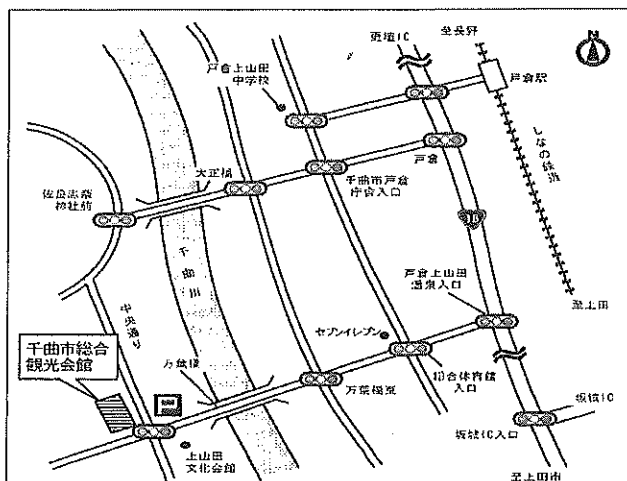 更埴IC
至長野
N
戸倉上山田
中学校
戸倉駅
しなの鉄道
大正橋
戸倉
千曲市戸倉
庁舎入口
佐良志奈
神社前
18
千曲川
戸倉上山田
温泉入口
中央通り
至上田
セブンイレブン
千曲市総合
観光会館
万葉橋
万葉橋東
総合体育館
入口
坂城IC
坂城IC入口
上山田
文化会館
至上田市